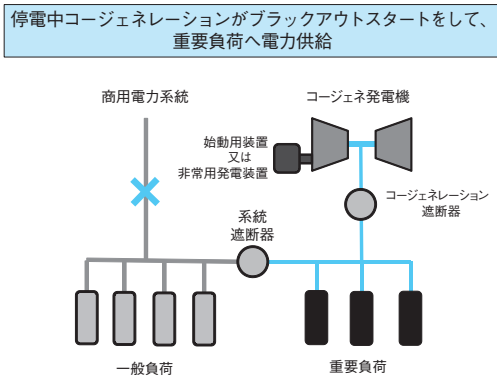 停電中コージェネレーションがブラックアウトスタートをして、
重要負荷へ電力供給
商用電力系統
コージェネ発電機
始動用装置
又は
非常用発電装置
コージェネレーション
遮断器
系統
遮断器
一般負荷
重要負荷